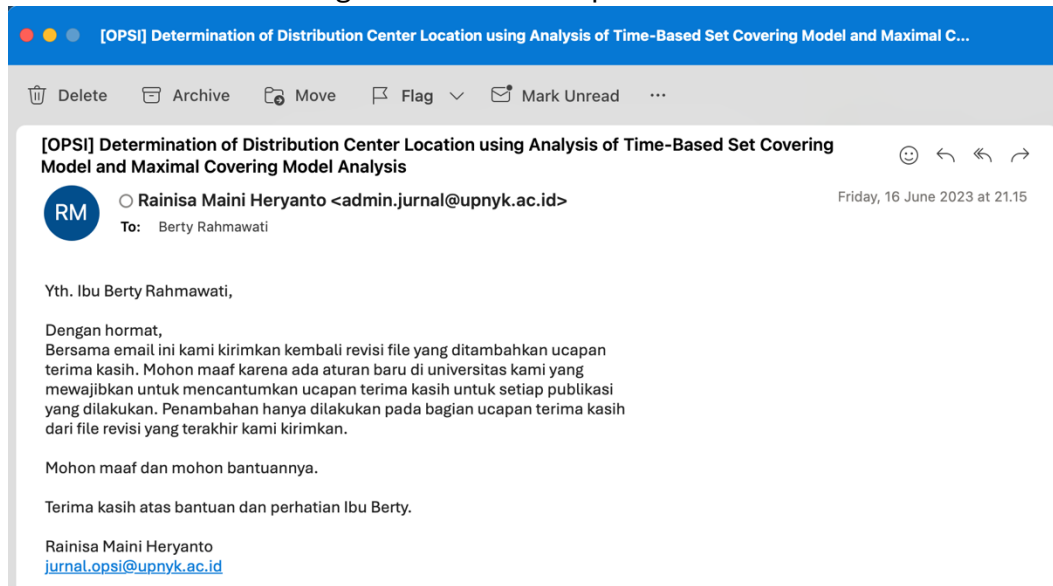 [OPSI] Determination of Distribution Center Location using Analysis of Time-Based Set Covering Model and Maximal C...
Delete Archive Move Flag Mark Unread ...
[OPSI] Determination of Distribution Center Location using Analysis of Time-Based Set Covering
Model and Maximal Covering Model Analysis
RM
Rainisa Maini Heryanto <admin.jurnal@upnyk.ac.id>
Friday, 16 June 2023 at 21.15
To: Berty Rahmawati
Yth. Ibu Berty Rahmawati,
Dengan hormat,
Bersama email ini kami kirimkan kembali revisi file yang ditambahkan ucapan
terima kasih. Mohon maaf karena ada aturan baru di universitas kami yang
mewajibkan untuk mencantumkan ucapan terima kasih untuk setiap publikasi
yang dilakukan. Penambahan hanya dilakukan pada bagian ucapan terima kasih
dari file revisi yang terakhir kami kirimkan.
Mohon maaf dan mohon bantuannya.
Terima kasih atas bantuan dan perhatian Ibu Berty.
Rainisa Maini Heryanto
jurnal.opsi@upnyk.ac.id